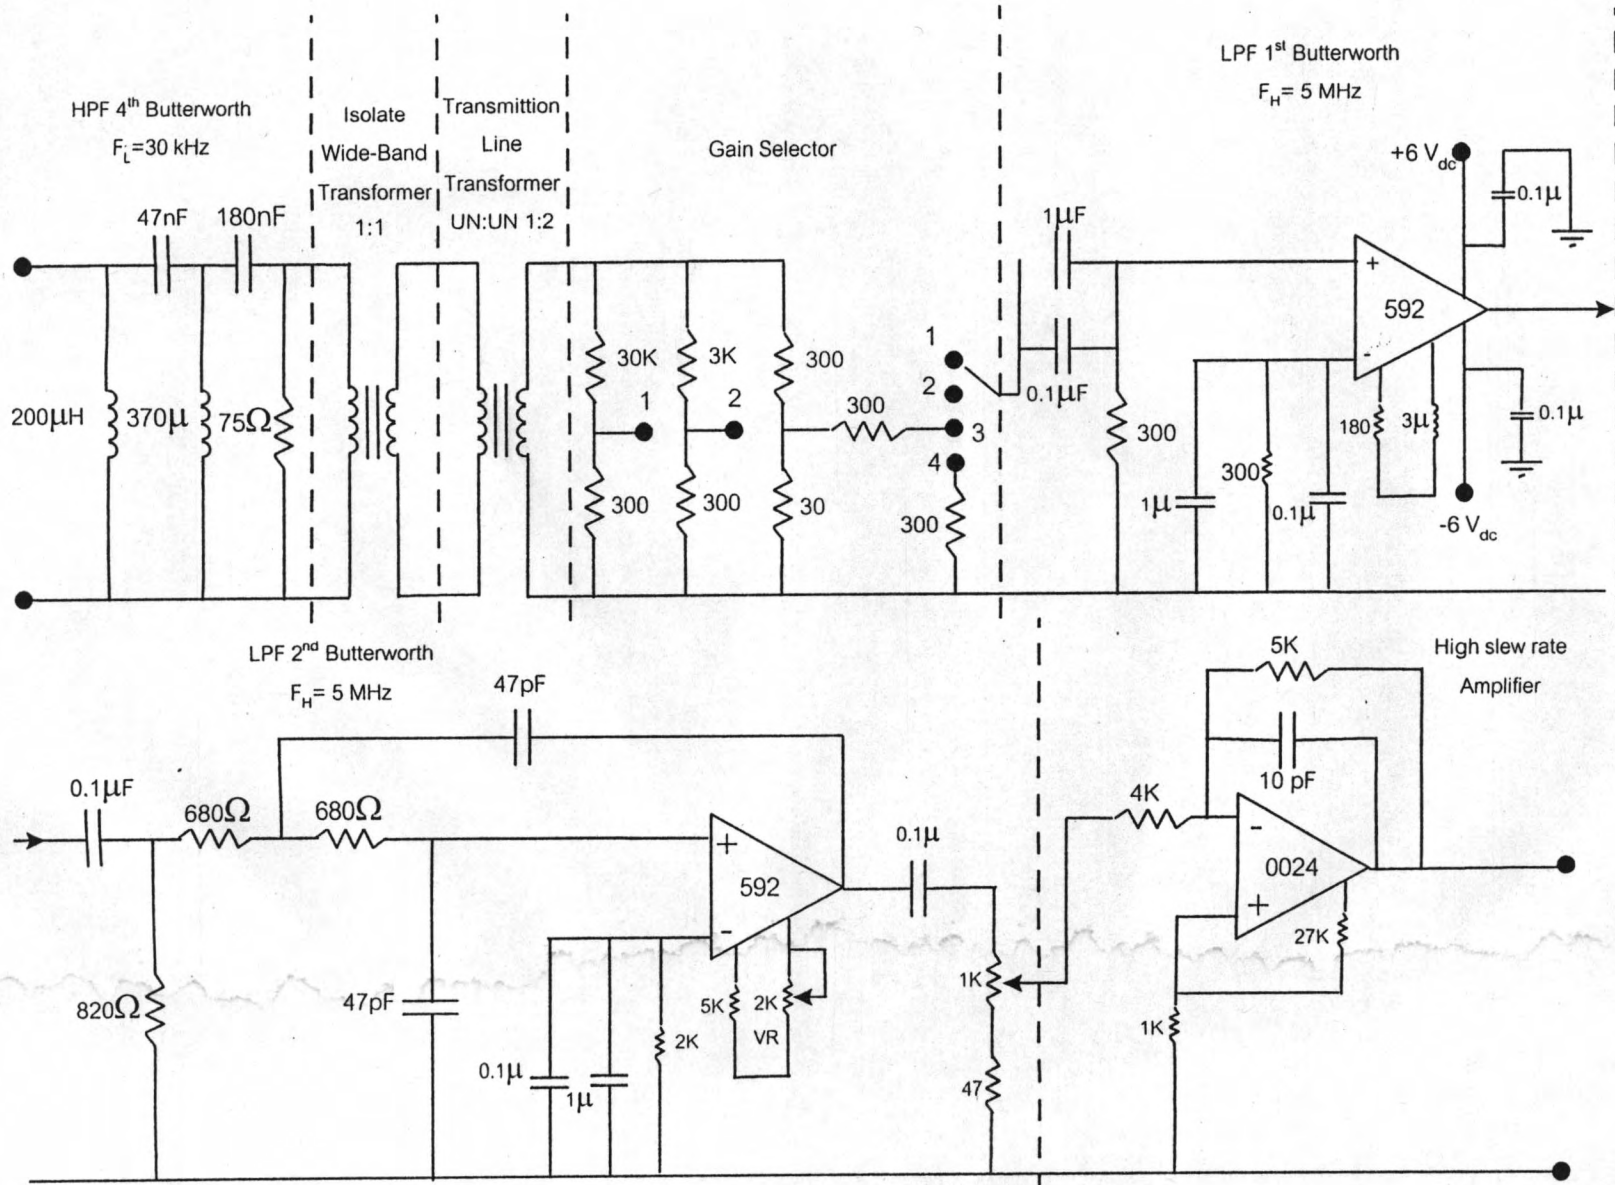 HPF 4th Butterworth
FL=30 kHz
Isolate
Wide-Band
Transformer
1:1
Transmittion
Line
Transformer
UN:UN 1:2
Gain Selector
LPF 1st Butterworth
FH= 5 MHz
47nF
180nF
200µH
370µ
75Ω
30K
3K
300
1
2
300
300
30
300
1
2
3
4
300
1µF
0.1µF
300
+
592
-
+6 Vdc
0.1µ
180
3µ
0.1µ
1µ
300
0.1µ
-6 Vdc
LPF 2nd Butterworth
FH= 5 MHz
47pF
0.1µF
680Ω
680Ω
820Ω
47pF
+
592
-
0.1µ
0.1µ
1µ
2K
5K
2K
VR
1K
47
5K
10 pF
4K
-
0024
+
27K
1K
High slew rate
Amplifier